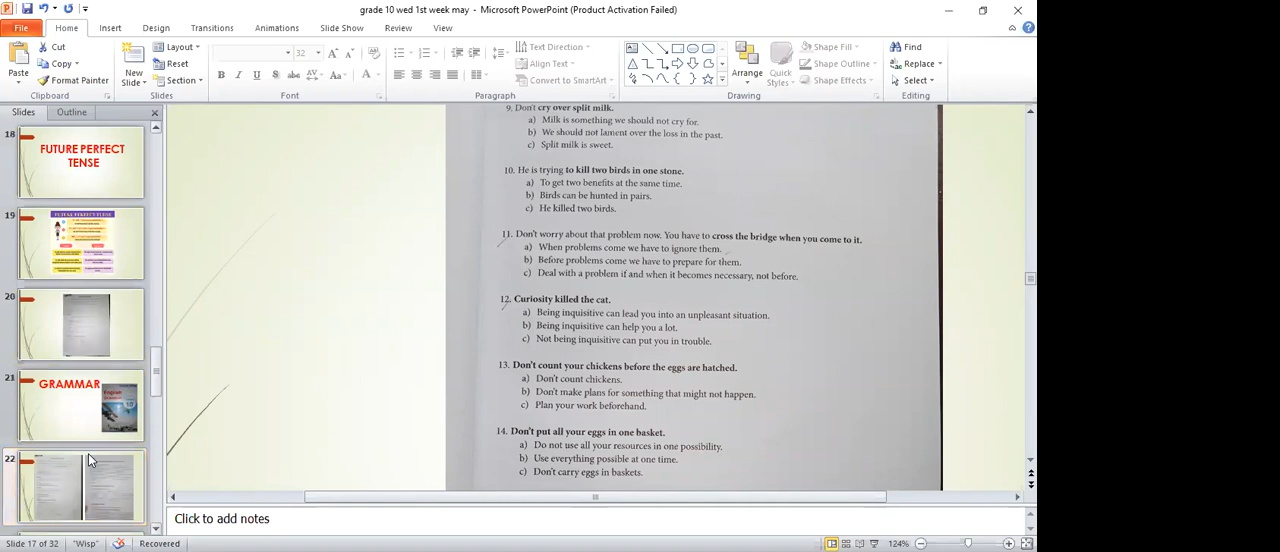 grade 10 wed 1st week may - Microsoft PowerPoint (Product Activation Failed)
File Home Insert Design Transitions Animations Slide Show Review View
Cut
Copy
Format Painter
Paste
Clipboard
New Slide
Layout
Reset
Section
Slides
32
B I U S abc AV Aa A
Font
Text Direction
Align Text
Convert to SmartArt
Paragraph
Arrange
Quick Styles
Shape Fill
Shape Outline
Shape Effects
Drawing
Find
Replace
Select
Editing
Slides Outline
18
FUTURE PERFECT
TENSE
19
FUTURE PERFECT TENSE
20
21
GRAMMAR
English
10
22
9. Don't cry over split milk.
a) Milk is something we should not cry for.
b) We should not lament over the loss in the past.
c) Split milk is sweet.
10. He is trying to kill two birds in one stone.
a) To get two benefits at the same time.
b) Birds can be hunted in pairs.
c) He killed two birds.
11. Don't worry about that problem now. You have to cross the bridge when you come to it.
a) When problems come we have to ignore them.
b) Before problems come we have to prepare for them.
c) Deal with a problem if and when it becomes necessary, not before.
12. Curiosity killed the cat.
a) Being inquisitive can lead you into an unpleasant situation.
b) Being inquisitive can help you a lot.
c) Not being inquisitive can put you in trouble.
13. Don't count your chickens before the eggs are hatched.
a) Don't count chickens.
b) Don't make plans for something that might not happen.
c) Plan your work beforehand.
14. Don't put all your eggs in one basket.
a) Do not use all your resources in one possibility.
b) Use everything possible at one time.
c) Don't carry eggs in baskets.
Click to add notes
Slide 17 of 32 "Wisp" Recovered 124%